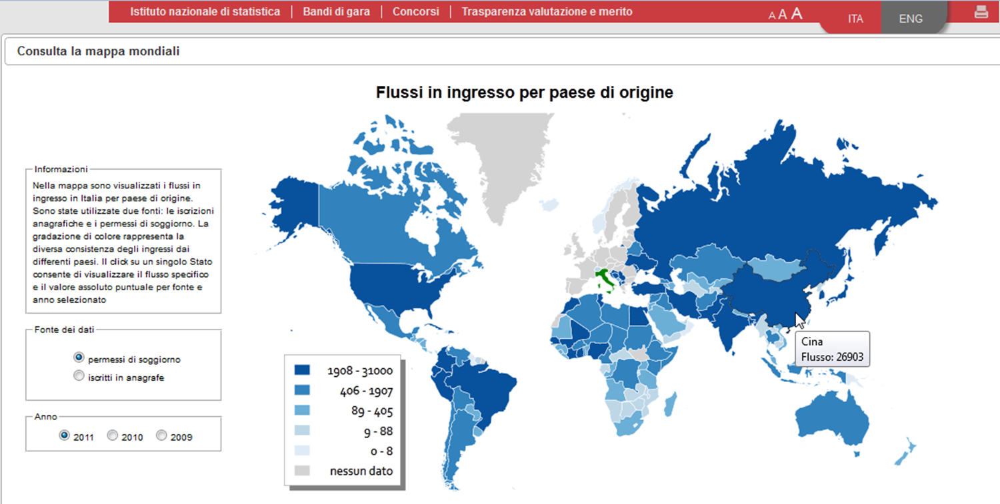 Istituto nazionale di statistica | Bandi di gara | Concorsi | Trasparenza valutazione e merito A A A ITA ENG
Consulta la mappa mondiali
Flussi in ingresso per paese di origine
Informazioni
Nella mappa sono visualizzati i flussi in
ingresso in Italia per paese di origine.
Sono state utilizzate due fonti: le iscrizioni
anagrafiche e i permessi di soggiorno. La
gradazione di colore rappresenta la
diversa consistenza degli ingressi dai
differenti paesi. Il click su un singolo Stato
consente di visualizzare il flusso specifico
e il valore assoluto puntuale per fonte e
anno selezionato
Fonte dei dati
permessi di soggiorno
iscritti in anagrafe
Anno
2011 2010 2009
1908 - 31000
406 - 1907
89 - 405
9 - 88
0 - 8
nessun dato
Cina
Flusso: 26903